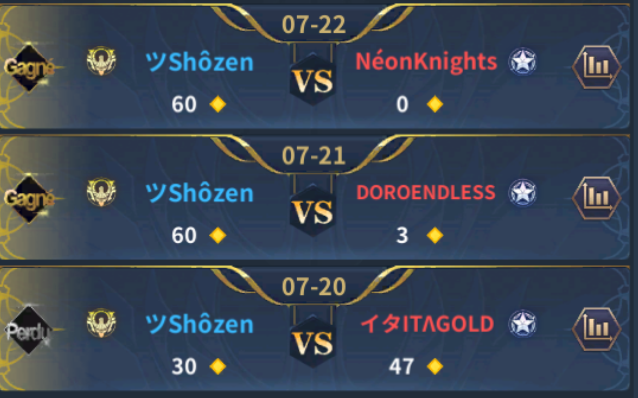 07-22
Gagné ツShôzen VS NéonKnights
60 0
07-21
Gagné ツShôzen VS DOROENDLESS
60 3
07-20
Perdu ツShôzen VS イタITΛGOLD
30 47